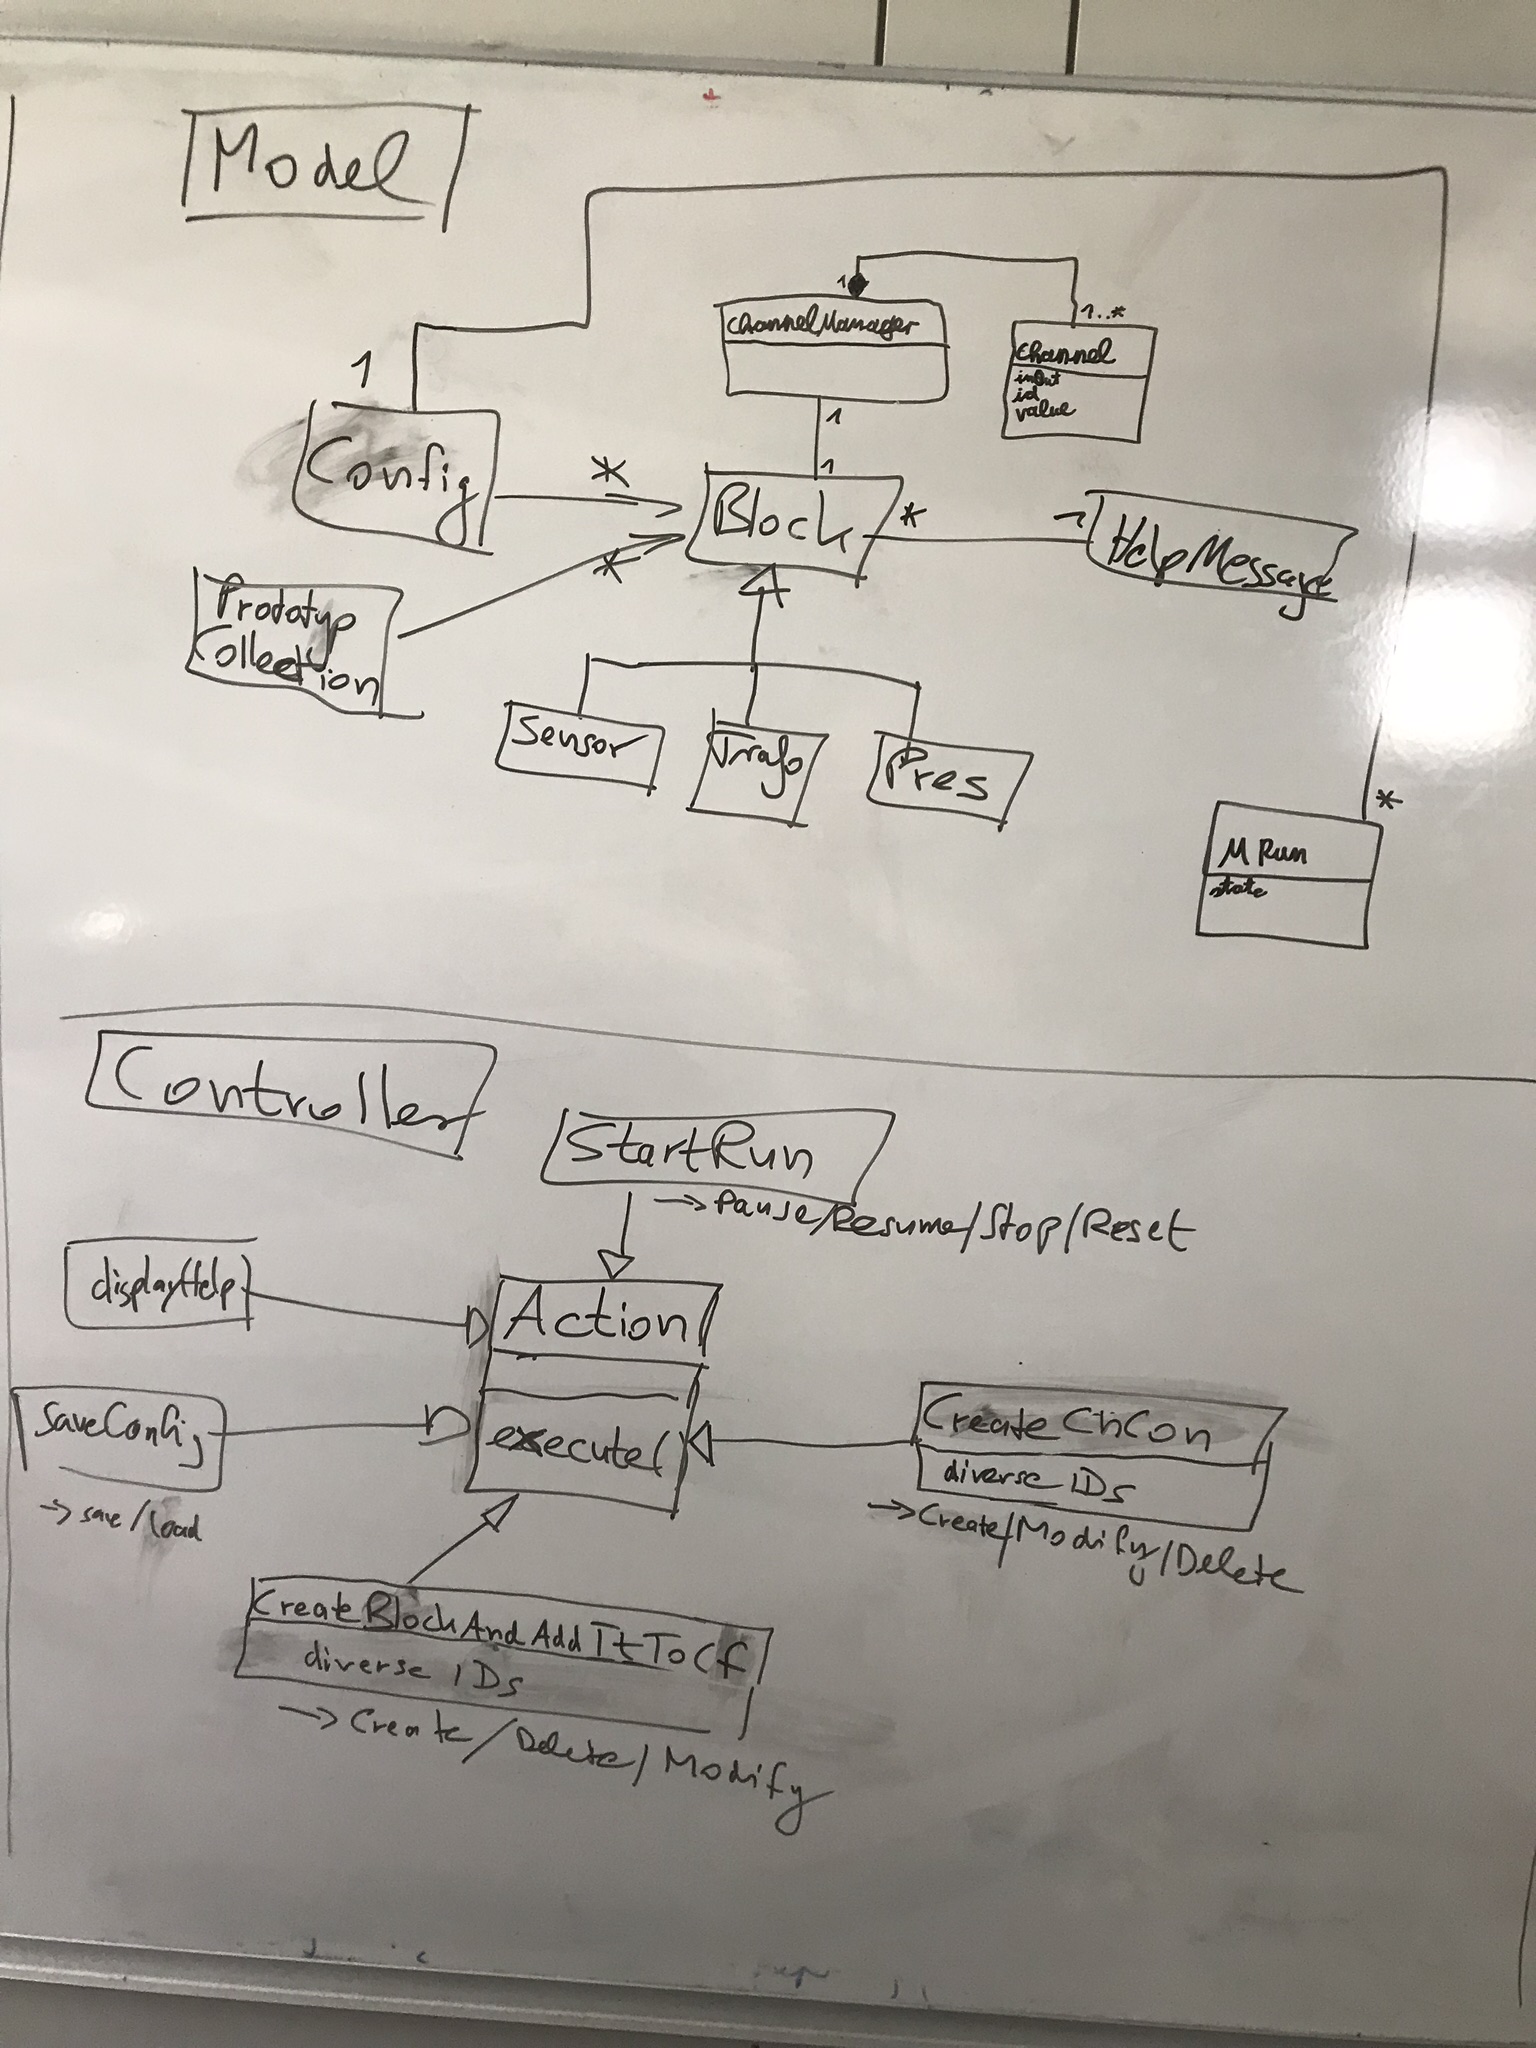 Model
1
1..*
ChannelManager
Channel
inOut
id
value
1
1
1
Config
*
Block
*
1
HelpMessage
*
Prototyp
Collection
Sensor
Trafo
Pres
*
MRun
state
Controller
StartRun
→ Pause/Resume/Stop/Reset
displayHelp
Action
execute(
saveConfig
→ save/load
CreateChCon
diverse IDs
→ Create/Modify/Delete
CreateBlockAndAddItToCf
diverse IDs
→ Create/Delete/Modify